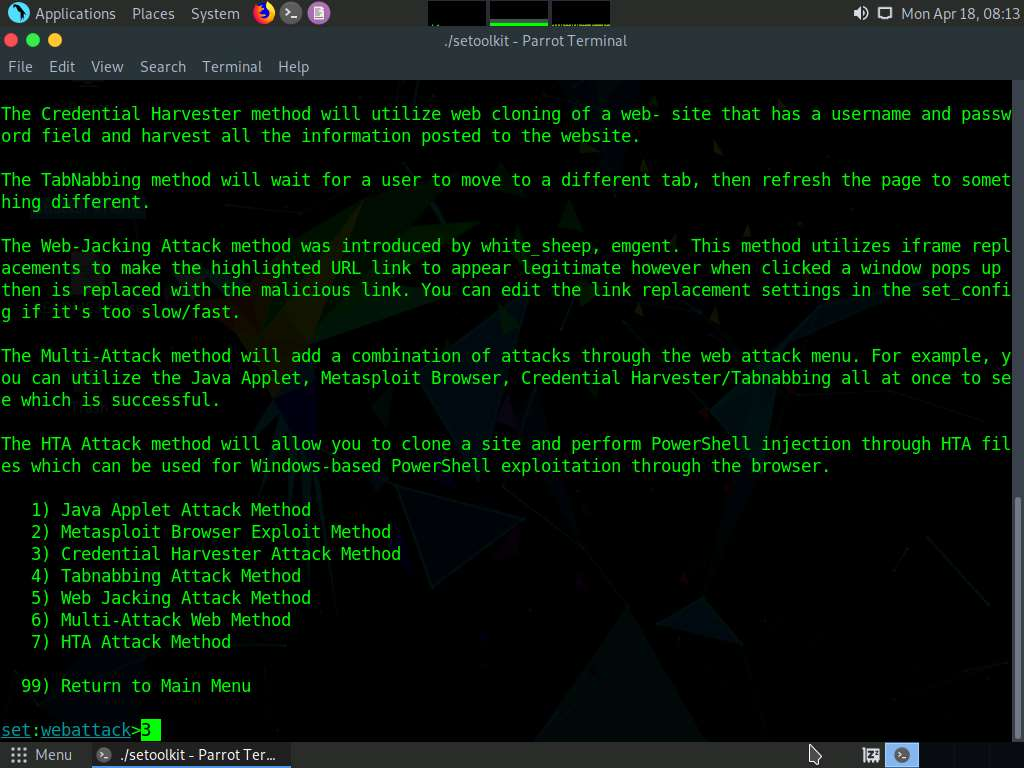 Applications Places System Mon Apr 18, 08:13
./setoolkit - Parrot Terminal
File Edit View Search Terminal Help
The Credential Harvester method will utilize web cloning of a web- site that has a username and passw
ord field and harvest all the information posted to the website.
The TabNabbing method will wait for a user to move to a different tab, then refresh the page to somet
hing different.
The Web-Jacking Attack method was introduced by white_sheep, emgent. This method utilizes iframe repl
acements to make the highlighted URL link to appear legitimate however when clicked a window pops up
then is replaced with the malicious link. You can edit the link replacement settings in the set_confi
g if it's too slow/fast.
The Multi-Attack method will add a combination of attacks through the web attack menu. For example, y
ou can utilize the Java Applet, Metasploit Browser, Credential Harvester/Tabnabbing all at once to se
e which is successful.
The HTA Attack method will allow you to clone a site and perform PowerShell injection through HTA fil
es which can be used for Windows-based PowerShell exploitation through the browser.
1) Java Applet Attack Method
2) Metasploit Browser Exploit Method
3) Credential Harvester Attack Method
4) Tabnabbing Attack Method
5) Web Jacking Attack Method
6) Multi-Attack Web Method
7) HTA Attack Method
99) Return to Main Menu
set:webattack>3
Menu ./setoolkit - Parrot Ter...